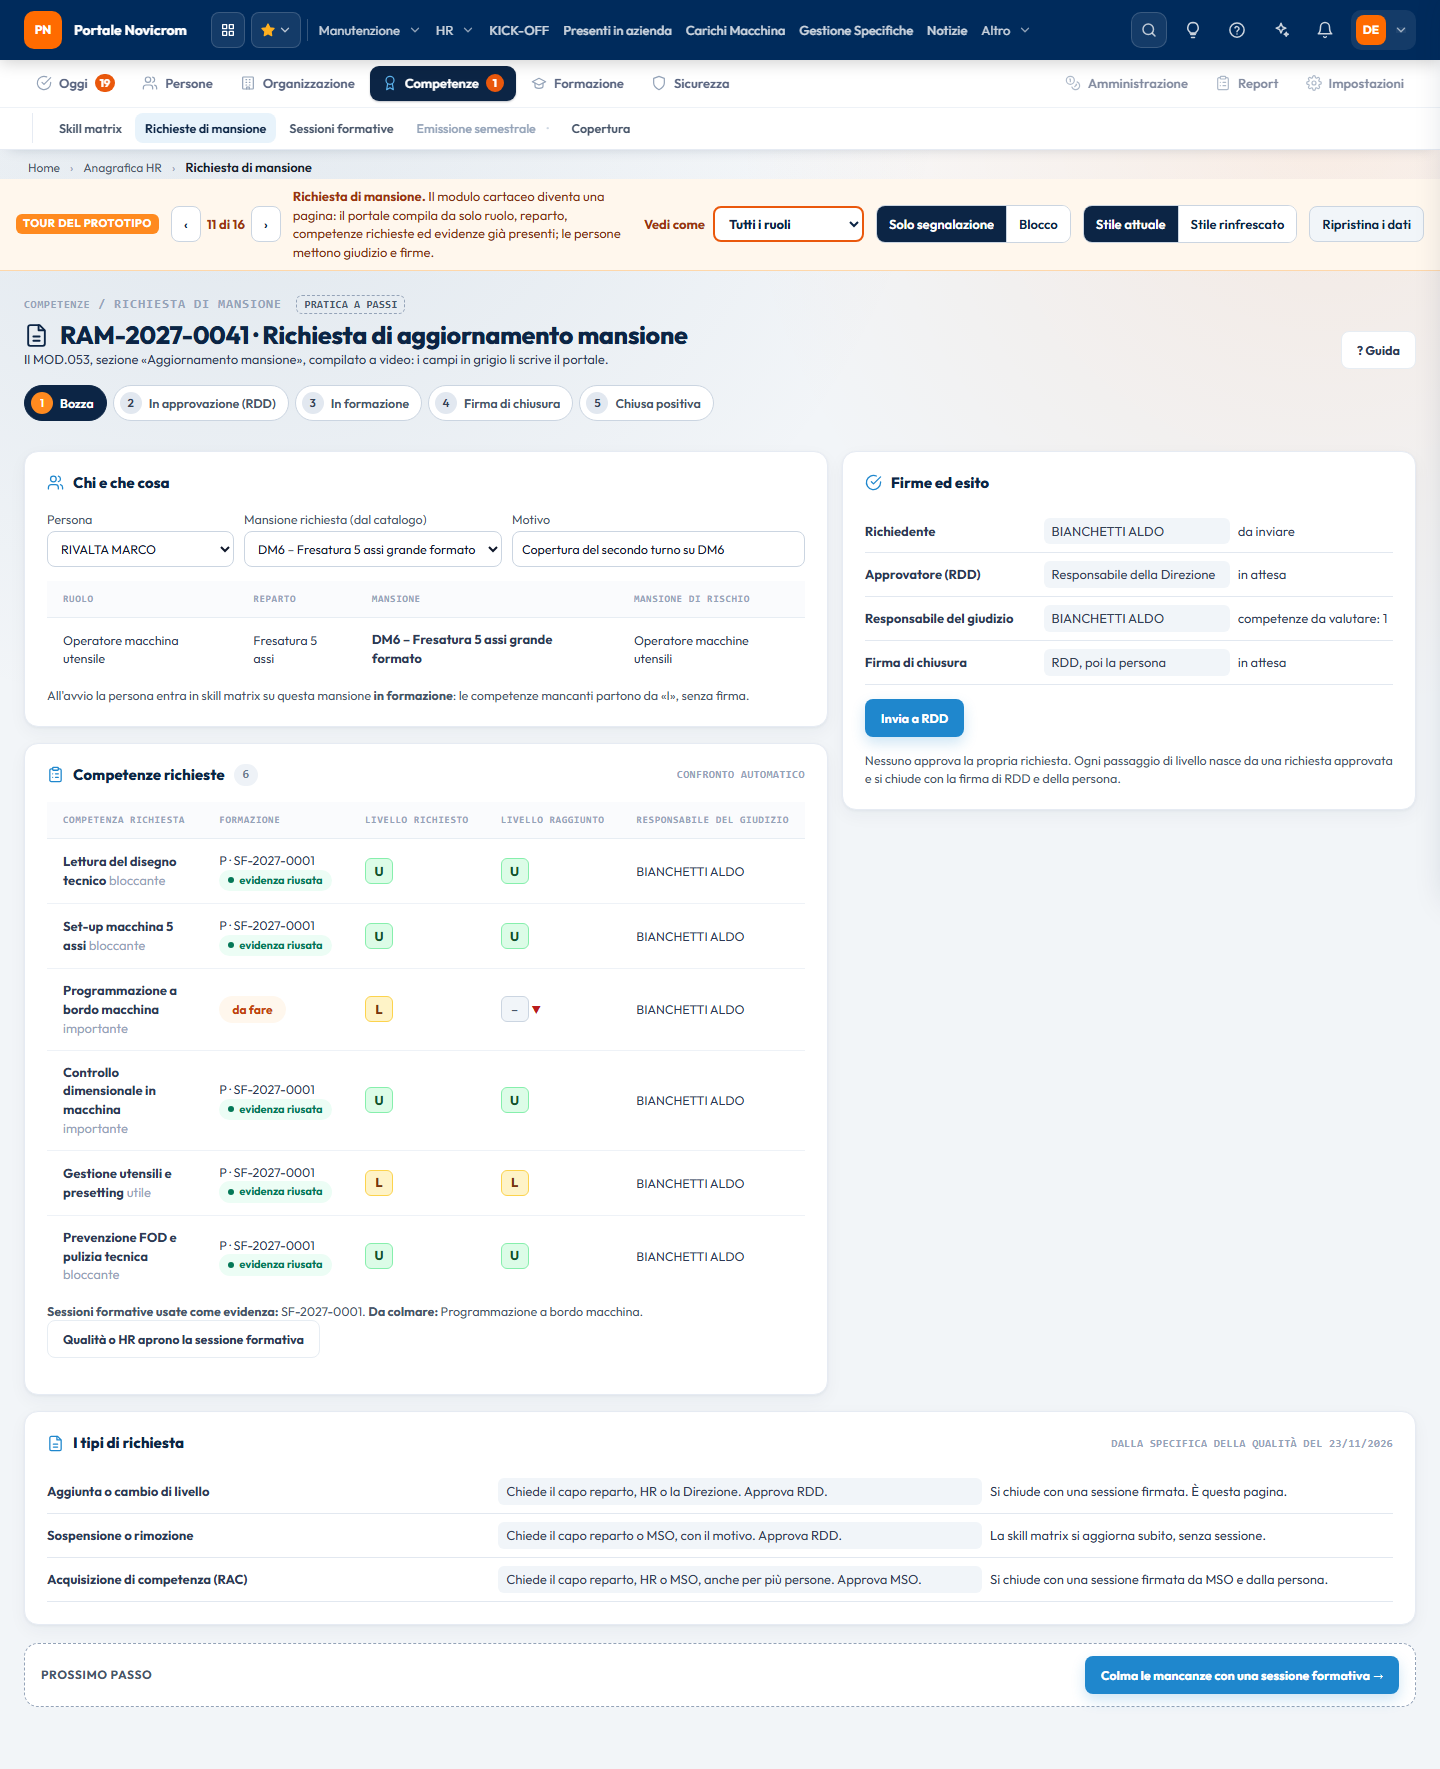 PN Portale Novicrom Manutenzione HR KICK-OFF Presenti in azienda Carichi Macchina Gestione Specifiche Notizie Altro DE
Oggi 19 Persone Organizzazione Competenze 1 Formazione Sicurezza Amministrazione Report Impostazioni
Skill matrix Richieste di mansione Sessioni formative Emissione semestrale · Copertura
Home › Anagrafica HR › Richiesta di mansione
TOUR DEL PROTOTIPO ‹ 11 di 16 ›
Richiesta di mansione. Il modulo cartaceo diventa una
pagina: il portale compila da solo ruolo, reparto,
competenze richieste ed evidenze già presenti; le persone
mettono giudizio e firme.
Vedi come Tutti i ruoli Solo segnalazione Blocco Stile attuale Stile rinfrescato Ripristina i dati
COMPETENZE / RICHIESTA DI MANSIONE PRATICA A PASSI
RAM-2027-0041 · Richiesta di aggiornamento mansione
Il MOD.053, sezione «Aggiornamento mansione», compilato a video: i campi in grigio li scrive il portale.
? Guida
1 Bozza 2 In approvazione (RDD) 3 In formazione 4 Firma di chiusura 5 Chiusa positiva
Chi e che cosa
Persona Mansione richiesta (dal catalogo) Motivo
RIVALTA MARCO DM6 – Fresatura 5 assi grande formato Copertura del secondo turno su DM6
RUOLO REPARTO MANSIONE MANSIONE DI RISCHIO
Operatore macchina utensile Fresatura 5 assi DM6 – Fresatura 5 assi grande formato Operatore macchine utensili
All'avvio la persona entra in skill matrix su questa mansione in formazione: le competenze mancanti partono da «I», senza firma.
Firme ed esito
Richiedente BIANCHETTI ALDO da inviare
Approvatore (RDD) Responsabile della Direzione in attesa
Responsabile del giudizio BIANCHETTI ALDO competenze da valutare: 1
Firma di chiusura RDD, poi la persona in attesa
Invia a RDD
Nessuno approva la propria richiesta. Ogni passaggio di livello nasce da una richiesta approvata
e si chiude con la firma di RDD e della persona.
Competenze richieste 6 CONFRONTO AUTOMATICO
COMPETENZA RICHIESTA FORMAZIONE LIVELLO RICHIESTO LIVELLO RAGGIUNTO RESPONSABILE DEL GIUDIZIO
Lettura del disegno tecnico bloccante P · SF-2027-0001 evidenza riusata U U BIANCHETTI ALDO
Set-up macchina 5 assi bloccante P · SF-2027-0001 evidenza riusata U U BIANCHETTI ALDO
Programmazione a bordo macchina importante da fare L – ▼ BIANCHETTI ALDO
Controllo dimensionale in macchina importante P · SF-2027-0001 evidenza riusata U U BIANCHETTI ALDO
Gestione utensili e presetting utile P · SF-2027-0001 evidenza riusata L L BIANCHETTI ALDO
Prevenzione FOD e pulizia tecnica bloccante P · SF-2027-0001 evidenza riusata U U BIANCHETTI ALDO
Sessioni formative usate come evidenza: SF-2027-0001. Da colmare: Programmazione a bordo macchina.
Qualità o HR aprono la sessione formativa
I tipi di richiesta DALLA SPECIFICA DELLA QUALITÀ DEL 23/11/2026
Aggiunta o cambio di livello Chiede il capo reparto, HR o la Direzione. Approva RDD. Si chiude con una sessione firmata. È questa pagina.
Sospensione o rimozione Chiede il capo reparto o MSO, con il motivo. Approva RDD. La skill matrix si aggiorna subito, senza sessione.
Acquisizione di competenza (RAC) Chiede il capo reparto, HR o MSO, anche per più persone. Approva MSO. Si chiude con una sessione firmata da MSO e dalla persona.
PROSSIMO PASSO Colma le mancanze con una sessione formativa →